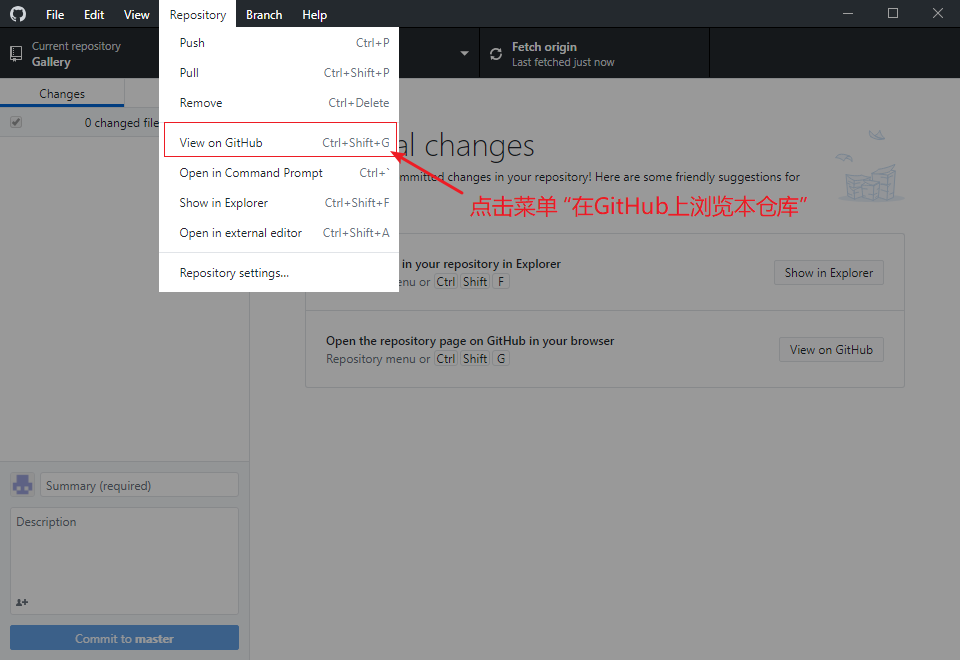 File Edit View Repository Branch Help
Current repository
Gallery
Fetch origin
Last fetched just now
Push Ctrl+P
Pull Ctrl+Shift+P
Remove Ctrl+Delete
View on GitHub Ctrl+Shift+G
Open in Command Prompt Ctrl+`
Show in Explorer Ctrl+Shift+F
Open in external editor Ctrl+Shift+A
Repository settings...
Changes
0 changed file
al changes
mmitted changes in your repository! Here are some friendly suggestions for
点击菜单 “在GitHub上浏览本仓库”
in your repository in Explorer
enu or Ctrl Shift F
Show in Explorer
Open the repository page on GitHub in your browser
Repository menu or Ctrl Shift G
View on GitHub
Summary (required)
Description
Commit to master